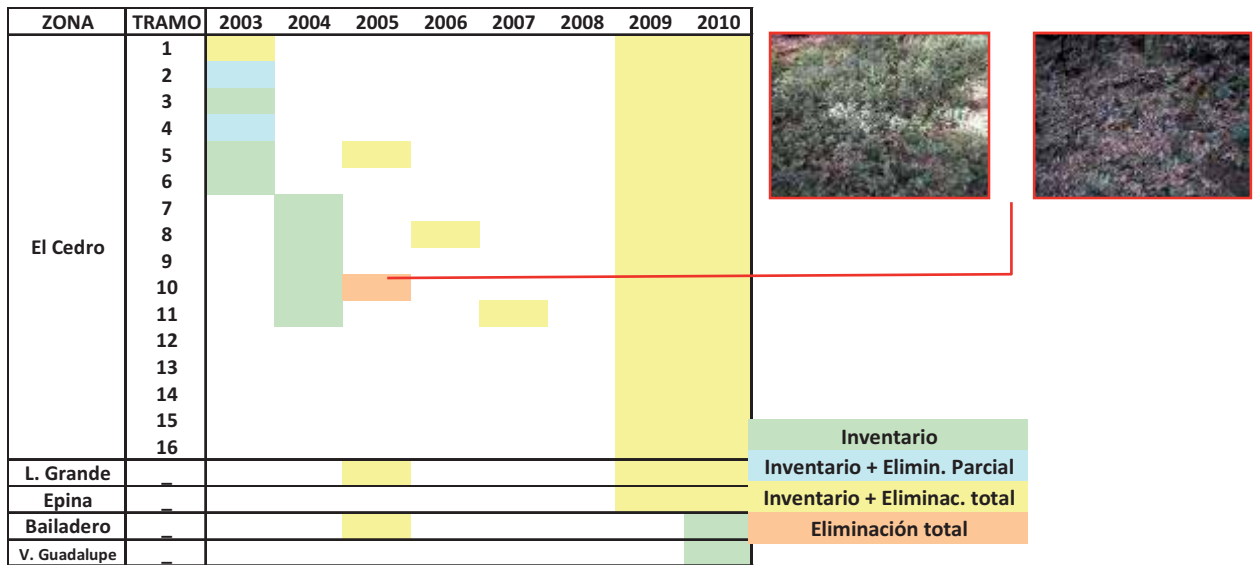 ZONA TRAMO 2003 2004 2005 2006 2007 2008 2009 2010
El Cedro
1
2
3
4
5
6
7
8
9
10
11
12
13
14
15
16
L. Grande _
Epina _
Bailadero _
V. Guadalupe _
Inventario
Inventario + Elimin. Parcial
Inventario + Eliminac. total
Eliminación total